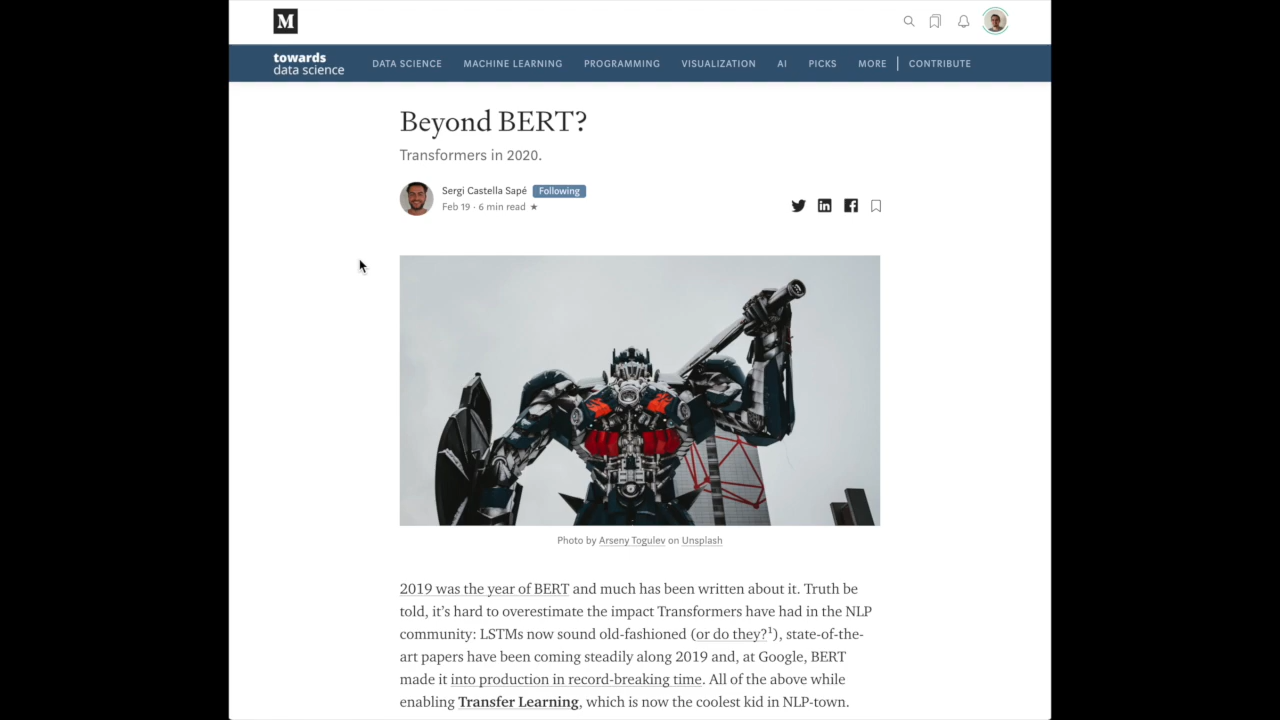 M
towards
data science
DATA SCIENCE MACHINE LEARNING PROGRAMMING VISUALIZATION AI PICKS MORE CONTRIBUTE
Beyond BERT?
Transformers in 2020.
Sergi Castella Sapé Following
Feb 19 · 6 min read ★
Photo by Arseny Togulev on Unsplash
2019 was the year of BERT and much has been written about it. Truth be
told, it’s hard to overestimate the impact Transformers have had in the NLP
community: LSTMs now sound old-fashioned (or do they?¹), state-of-the-
art papers have been coming steadily along 2019 and, at Google, BERT
made it into production in record-breaking time. All of the above while
enabling Transfer Learning, which is now the coolest kid in NLP-town.